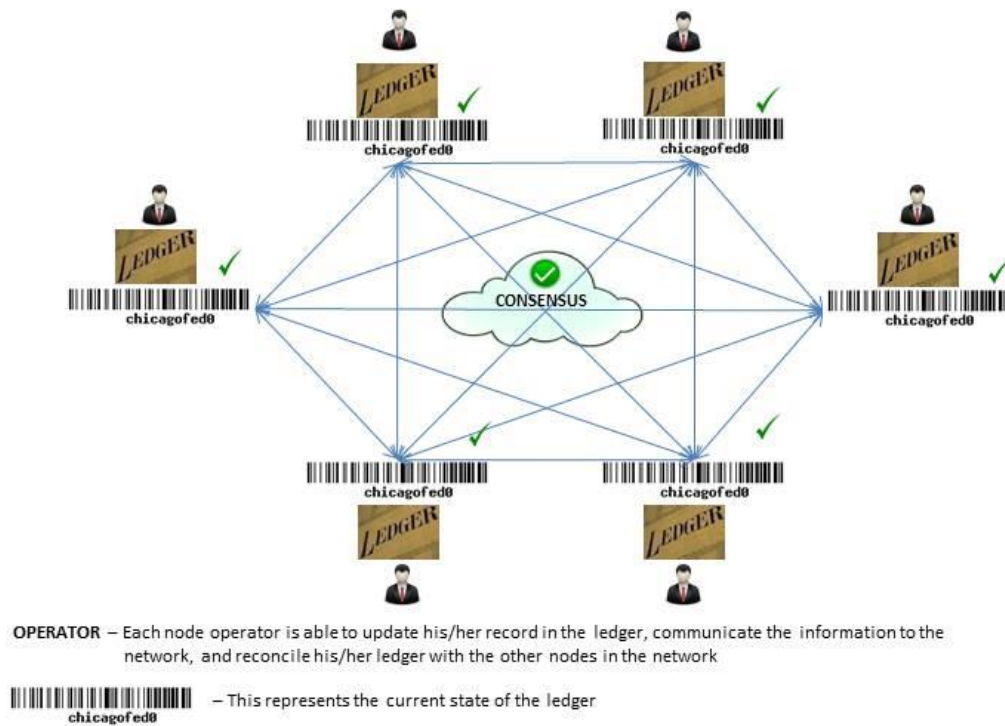 LEDGER
LEDGER
chicagofed0
chicagofed0
LEDGER
LEDGER
chicagofed0
chicagofed0
CONSENSUS
chicagofed0
chicagofed0
LEDGER
LEDGER
OPERATOR – Each node operator is able to update his/her record in the ledger, communicate the information to the
network, and reconcile his/her ledger with the other nodes in the network
– This represents the current state of the ledger
chicagofed0